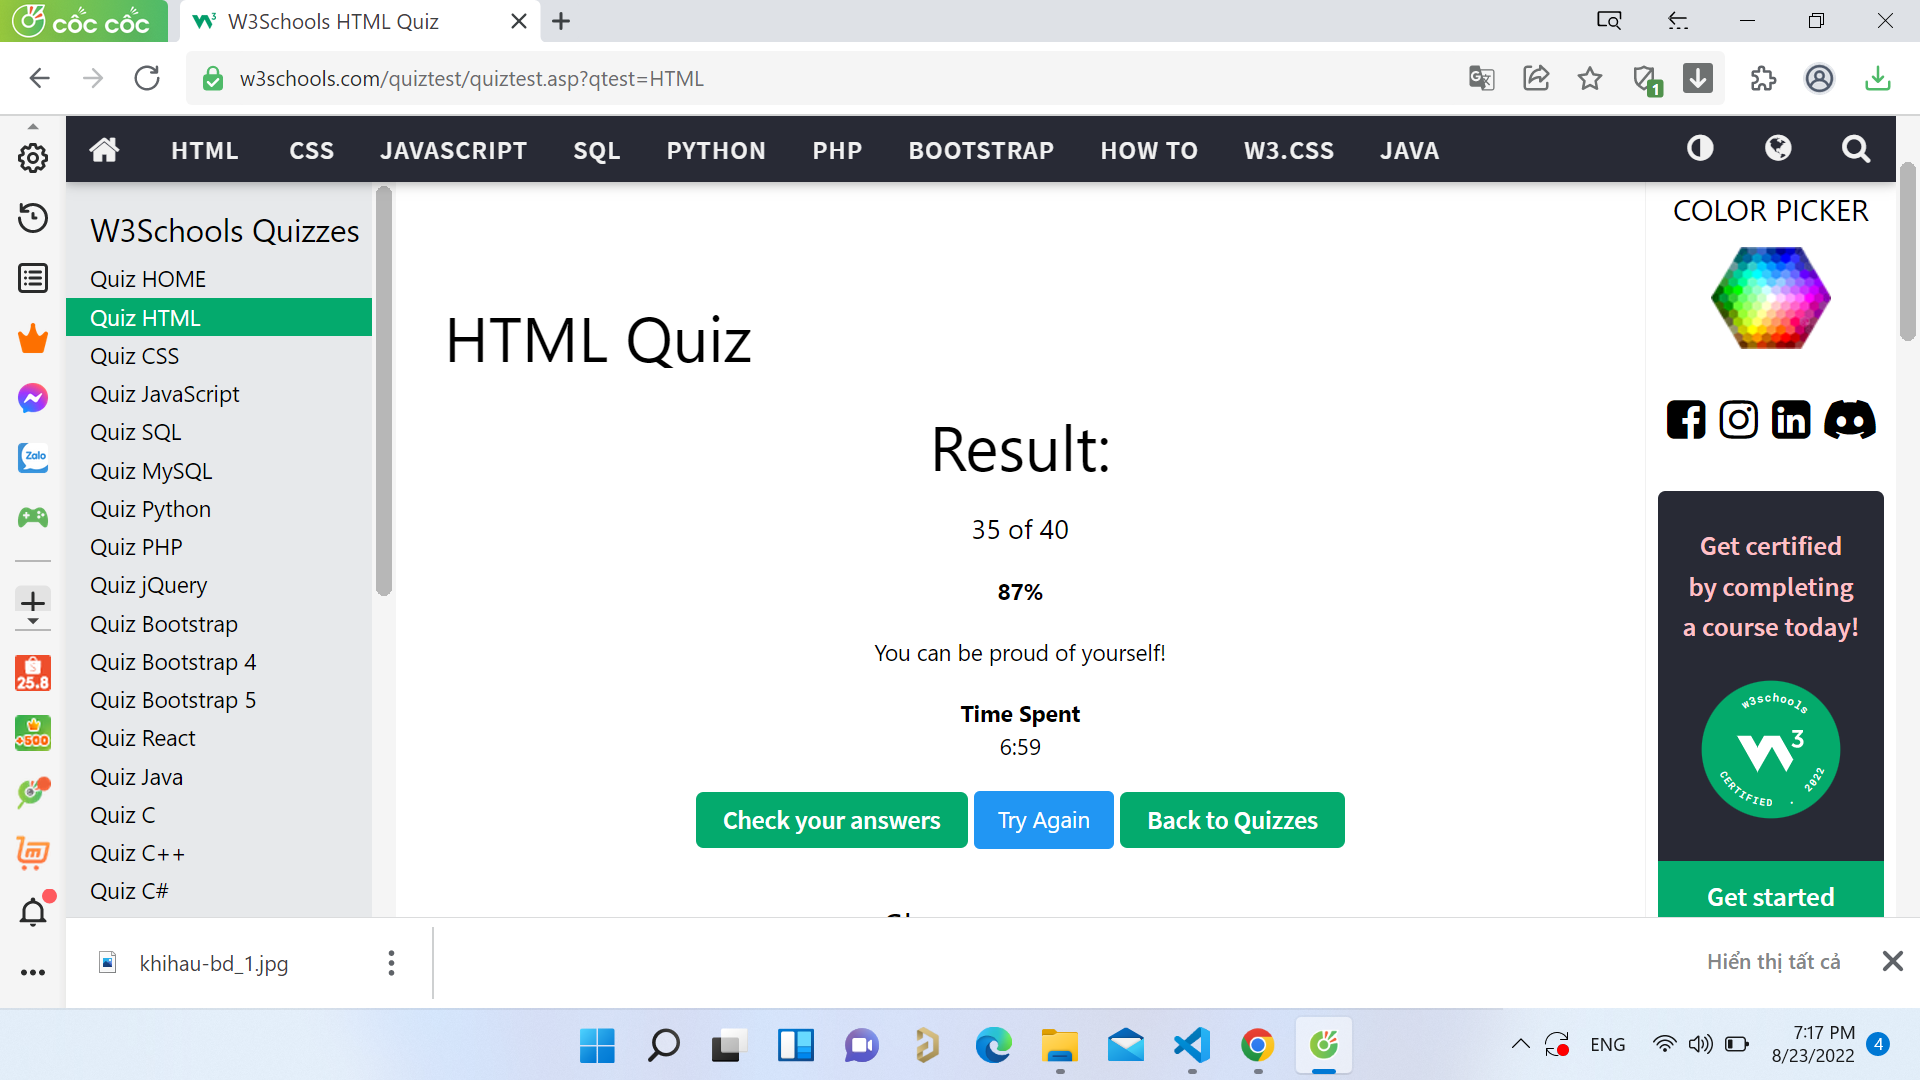 cốc cốc
W3Schools HTML Quiz
w3schools.com/quiztest/quiztest.asp?qtest=HTML
1
HTML CSS JAVASCRIPT SQL PYTHON PHP BOOTSTRAP HOW TO W3.CSS JAVA
W3Schools Quizzes
Quiz HOME
Quiz HTML
Quiz CSS
Quiz JavaScript
Quiz SQL
Quiz MySQL
Quiz Python
Quiz PHP
Quiz jQuery
Quiz Bootstrap
Quiz Bootstrap 4
Quiz Bootstrap 5
Quiz React
Quiz Java
Quiz C
Quiz C++
Quiz C#
Zalo
25.8
+500
HTML Quiz
Result:
35 of 40
87%
You can be proud of yourself!
Time Spent
6:59
Check your answers Try Again Back to Quizzes
COLOR PICKER
Get certified
by completing
a course today!
w3schools
W3
CERTIFIED . 2022
Get started
khihau-bd_1.jpg
Hiển thị tất cả
ENG
7:17 PM
8/23/2022
4